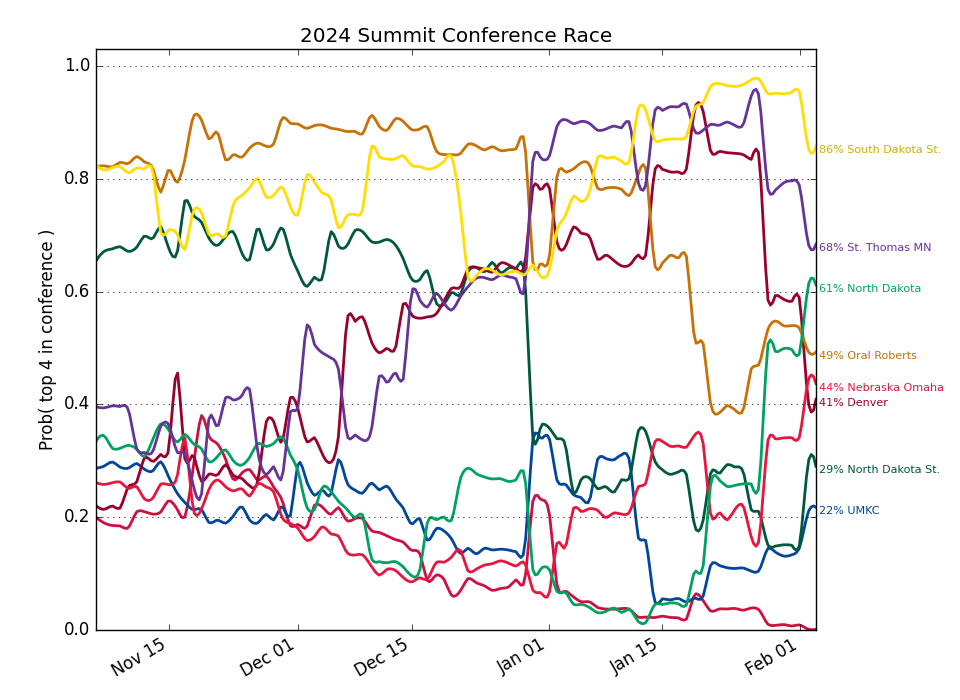 2024 Summit Conference Race
Prob( top 4 in conference )
1.0
0.8
0.6
0.4
0.2
0.0
Nov 15
Dec 01
Dec 15
Jan 01
Jan 15
Feb 01
86% South Dakota St.
68% St. Thomas MN
61% North Dakota
49% Oral Roberts
44% Nebraska Omaha
41% Denver
29% North Dakota St.
22% UMKC